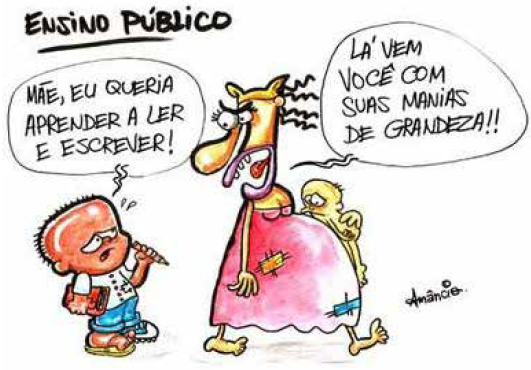 ENSINO PÚBLICO
MÃE, EU QUERIA
APRENDER A LER
E ESCREVER!
LÁ VEM
VOCÊ COM
SUAS MANIAS
DE GRANDEZA!!
Amâncio